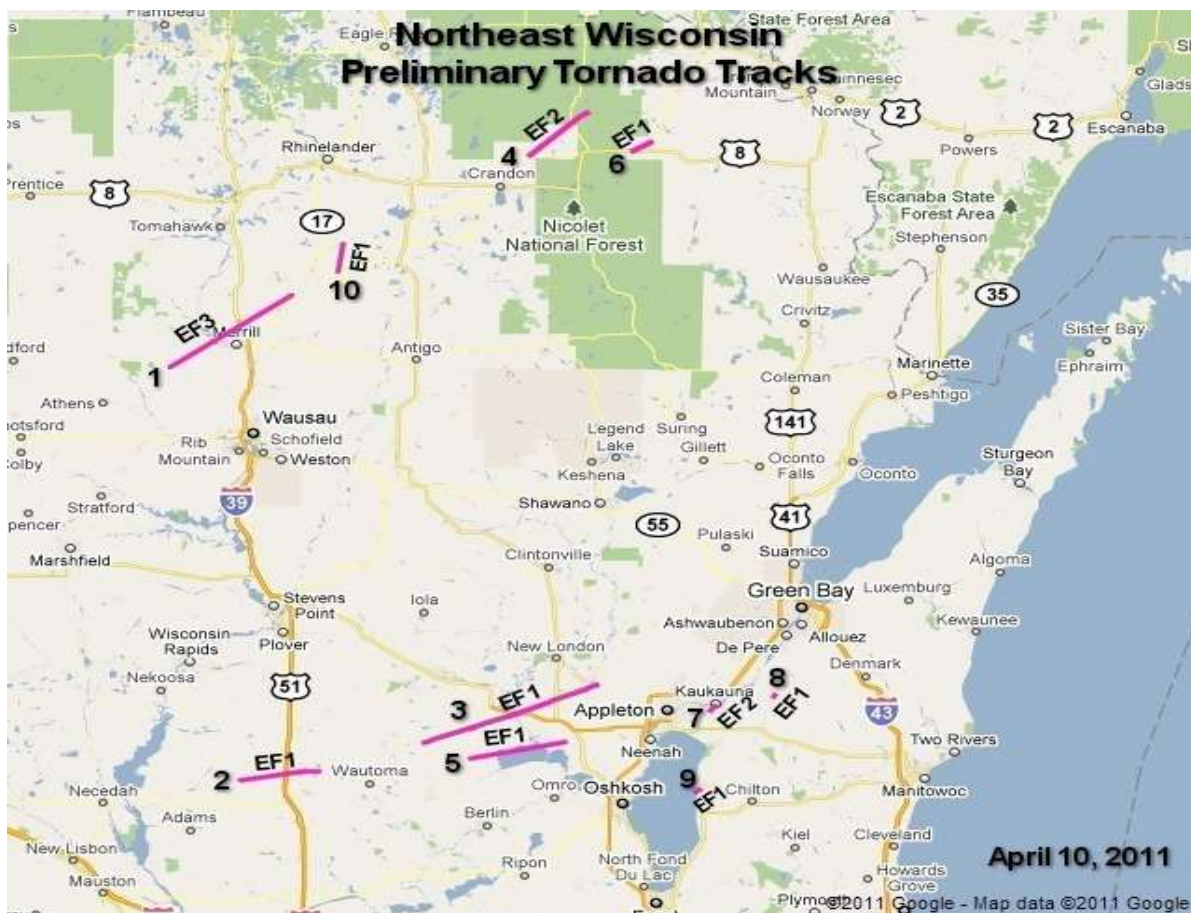 Flambeau
Eagle
State Forest Area
Northeast Wisconsin
Preliminary Tornado Tracks
Mountain
Norway
Glads
2
2
Escanaba
EF2
EF1
4
6
Rhinelander
8
Powers
Crandon
Prentice
8
Escanaba State
Forest Area
17
Tomahawk
Nicolet
National Forest
Stephenson
EF1
10
Wausaukee
35
EF3
Merrill
Crivitz
Sister Bay
Antigo
Marinette
Ephraim
1
Coleman
Peshtigo
Athens
Wausau
141
Rib
Mountain
Schofield
Weston
Legend
Lake
Suring
Gillett
Keshena
Oconto
Falls
Oconto
Sturgeon
Bay
Stratford
39
Shawano
55
41
Marshfield
Pulaski
Suamico
Clintonville
Algoma
Green Bay
Luxemburg
Stevens
Point
Iola
Ashwaubenon
Allouez
Kewaunee
Plover
Wisconsin
Rapids
De Pere
New London
Denmark
Nekoosa
51
3
EF1
Kaukauna
8
EF1
Appleton
7
EF2
43
5
EF1
Neenah
Two Rivers
2
EF1
Wautoma
9
EF1
Chilton
Manitowoc
Necedah
Omro
Oshkosh
Adams
Berlin
Kiel
Cleveland
New Lisbon
Ripon
North Fond
Du Lac
April 10, 2011
Howards
Grove
Mauston
Plymouth
©2011 Google - Map data ©2011 Google